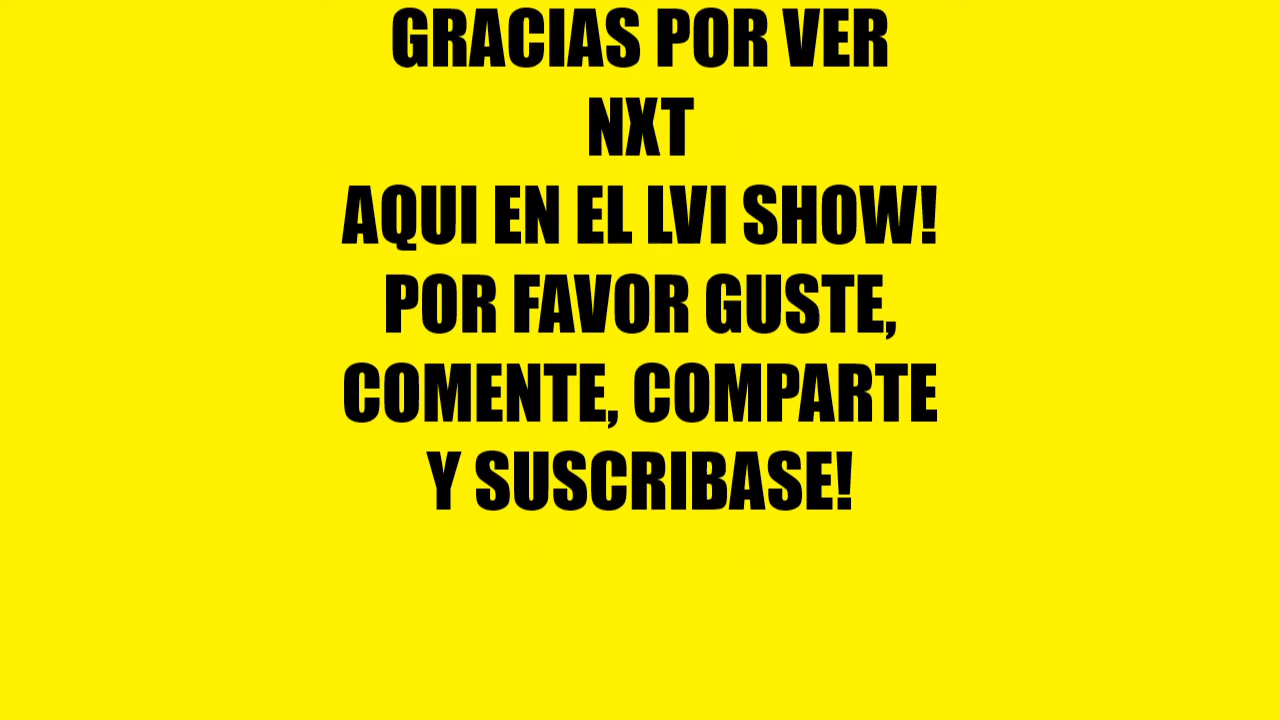 GRACIAS POR VER
NXT
AQUI EN EL LVI SHOW!
POR FAVOR GUSTE,
COMENTE, COMPARTE
Y SUSCRIBASE!